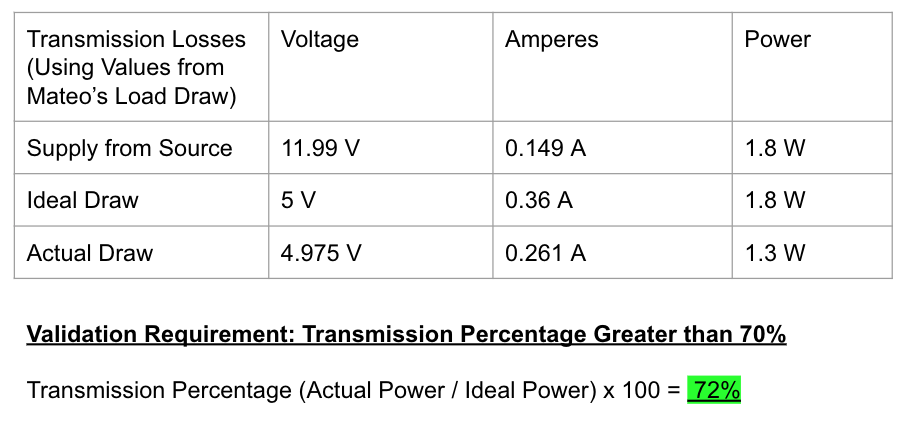 Transmission Losses
(Using Values from
Mateo’s Load Draw)
Voltage
Amperes
Power
Supply from Source
11.99 V
0.149 A
1.8 W
Ideal Draw
5 V
0.36 A
1.8 W
Actual Draw
4.975 V
0.261 A
1.3 W
Validation Requirement: Transmission Percentage Greater than 70%
Transmission Percentage (Actual Power / Ideal Power) x 100 = 72%